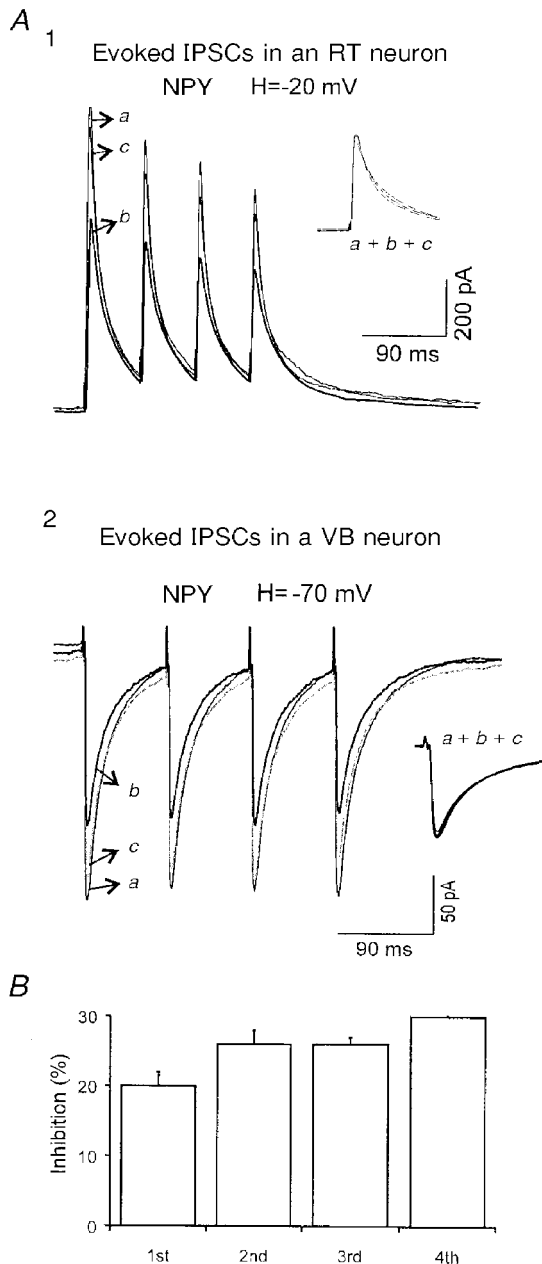 A
1
Evoked IPSCs in an RT neuron
NPY H=-20 mV
a
c
b
a + b + c
200 pA
90 ms
2
Evoked IPSCs in a VB neuron
NPY H=-70 mV
a + b + c
b
c
a
50 pA
90 ms
B
Inhibition (%)
30
20
10
0
1st 2nd 3rd 4th